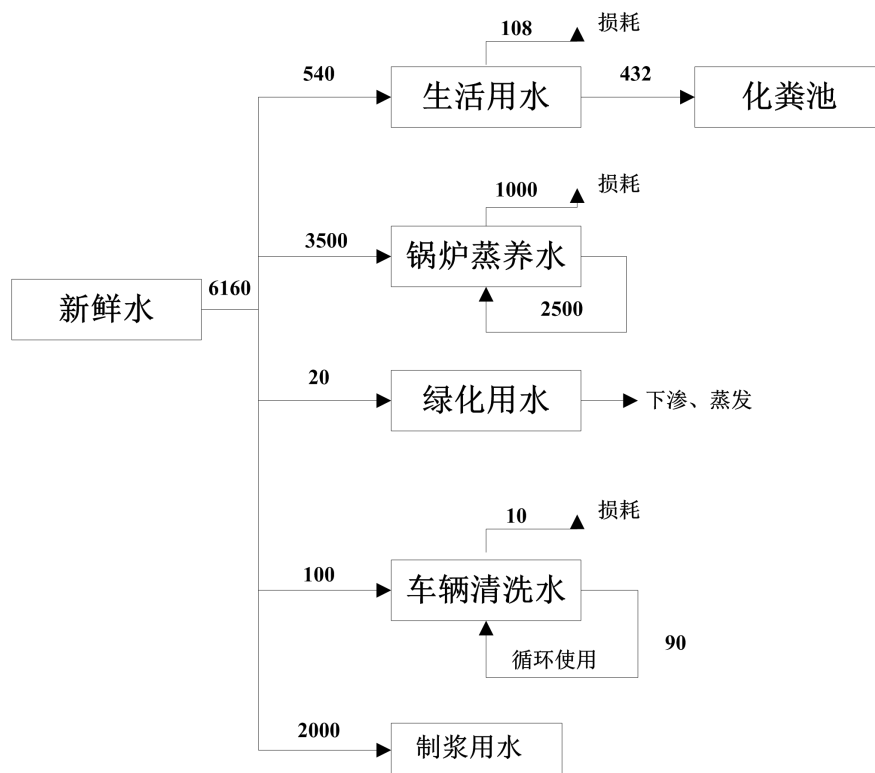 108
损耗
540
生活用水
432
化粪池
1000
损耗
3500
锅炉蒸养水
2500
6160
新鲜水
20
绿化用水
下渗、蒸发
10
损耗
100
车辆清洗水
90
循环使用
2000
制浆用水